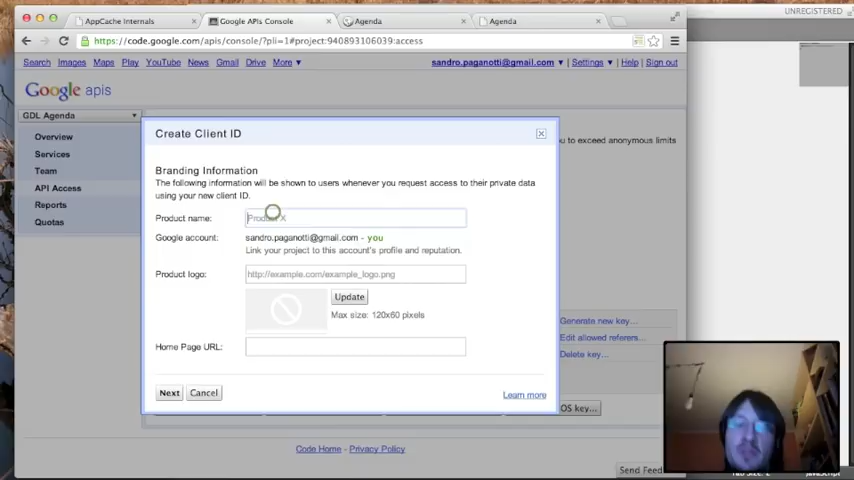 UNREGISTERED
AppCache Internals
Google APIs Console
Agenda
Agenda
https://code.google.com/apis/console/?pli=1#project:940893106039:access
Search Images Maps Play YouTube News Gmail Drive More
sandro.paganotti@gmail.com Settings Help Sign out
Google apis
GDL Agenda
Overview
Services
Team
API Access
Reports
Quotas
u to exceed anonymous limits
Create Client ID
Branding Information
The following information will be shown to users whenever you request access to their private data
using your new client ID.
Product name: Product X
Google account: sandro.paganotti@gmail.com - you
Link your project to this account's profile and reputation.
Product logo: http://example.com/example_logo.png
Update
Max size: 120x60 pixels
Home Page URL:
Next Cancel
Learn more
Generate new key...
Edit allowed referers...
Delete key...
OS key...
Code Home - Privacy Policy
Send Feed
JavaScript